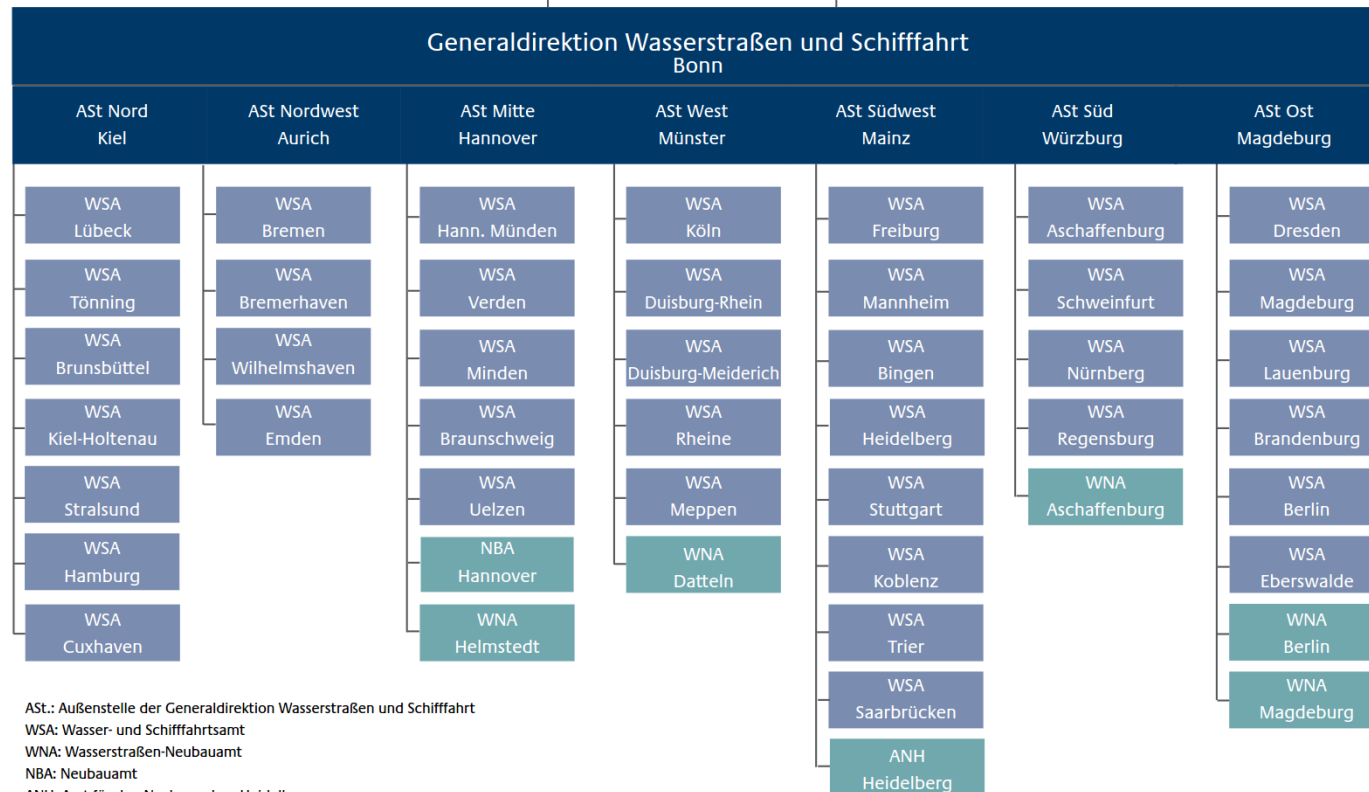 Generaldirektion Wasserstraßen und Schifffahrt
Bonn
ASt Nord
Kiel
ASt Nordwest
Aurich
ASt Mitte
Hannover
ASt West
Münster
ASt Südwest
Mainz
ASt Süd
Würzburg
ASt Ost
Magdeburg
WSA
Lübeck
WSA
Tönning
WSA
Brunsbüttel
WSA
Kiel-Holtenau
WSA
Stralsund
WSA
Hamburg
WSA
Cuxhaven
WSA
Bremen
WSA
Bremerhaven
WSA
Wilhelmshaven
WSA
Emden
WSA
Hann. Münden
WSA
Verden
WSA
Minden
WSA
Braunschweig
WSA
Uelzen
NBA
Hannover
WNA
Helmstedt
WSA
Köln
WSA
Duisburg-Rhein
WSA
Duisburg-Meiderich
WSA
Rheine
WSA
Meppen
WNA
Datteln
WSA
Freiburg
WSA
Mannheim
WSA
Bingen
WSA
Heidelberg
WSA
Stuttgart
WSA
Koblenz
WSA
Trier
WSA
Saarbrücken
ANH
Heidelberg
WSA
Aschaffenburg
WSA
Schweinfurt
WSA
Nürnberg
WSA
Regensburg
WNA
Aschaffenburg
WSA
Dresden
WSA
Magdeburg
WSA
Lauenburg
WSA
Brandenburg
WSA
Berlin
WSA
Eberswalde
WNA
Berlin
WNA
Magdeburg
ASt.: Außenstelle der Generaldirektion Wasserstraßen und Schifffahrt
WSA: Wasser- und Schifffahrtsamt
WNA: Wasserstraßen-Neubauamt
NBA: Neubauamt